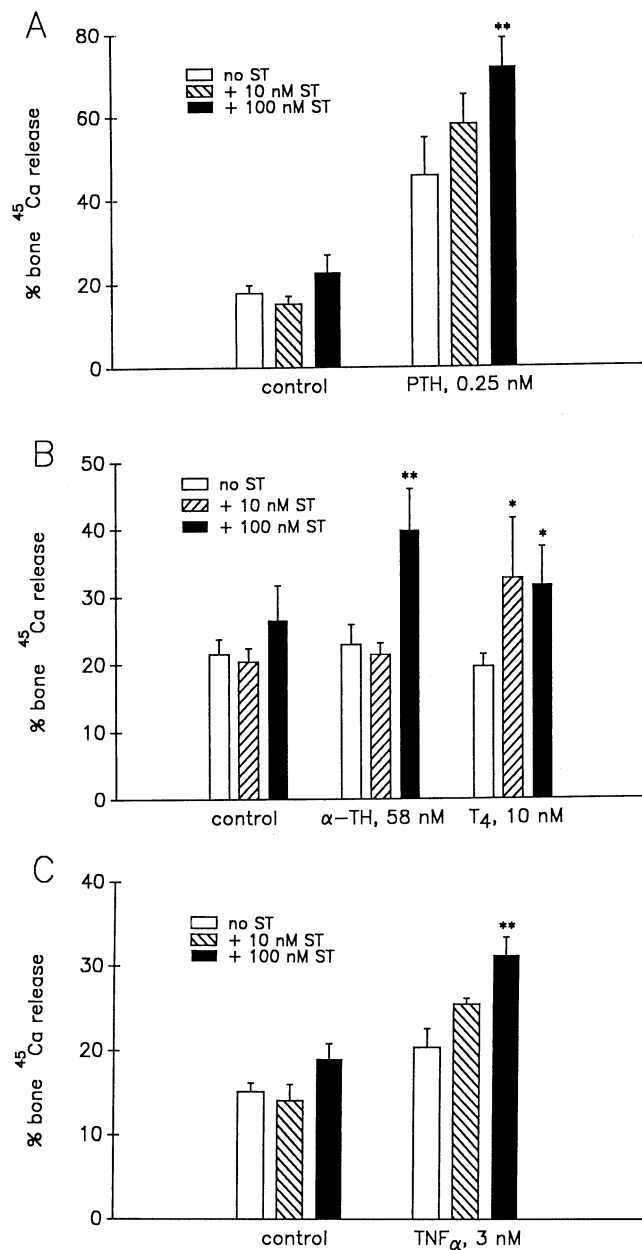 A
80
60
40
20
0
% bone ⁴⁵Ca release
no ST
+ 10 nM ST
+ 100 nM ST
**
control
PTH, 0.25 nM
B
50
40
30
20
10
0
% bone ⁴⁵Ca release
no ST
+ 10 nM ST
+ 100 nM ST
**
*
*
control
α-TH, 58 nM
T₄, 10 nM
C
40
30
20
10
0
% bone ⁴⁵Ca release
no ST
+ 10 nM ST
+ 100 nM ST
**
control
TNFα, 3 nM